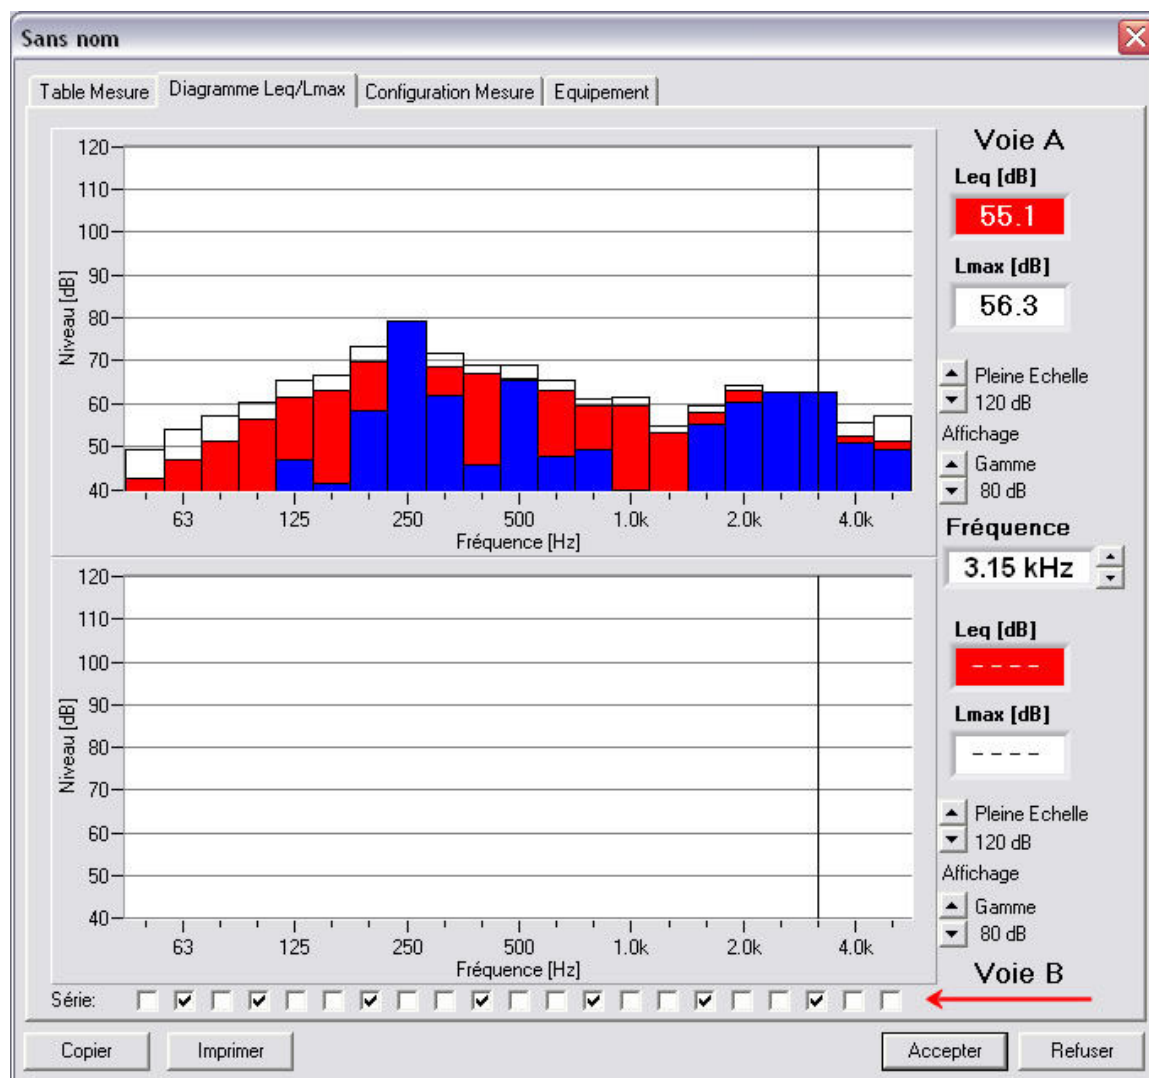 Sans nom
Table Mesure
Diagramme Leq/Lmax
Configuration Mesure
Equipement
120
110
100
90
80
70
60
50
40
Niveau [dB]
63 125 250 500 1.0k 2.0k 4.0k
Fréquence [Hz]
Voie A
Leq [dB]
55.1
Lmax [dB]
56.3
Pleine Echelle
120 dB
Affichage
Gamme
80 dB
Fréquence
3.15 kHz
120
110
100
90
80
70
60
50
40
Niveau [dB]
63 125 250 500 1.0k 2.0k 4.0k
Fréquence [Hz]
Leq [dB]
----
Lmax [dB]
----
Pleine Echelle
120 dB
Affichage
Gamme
80 dB
Voie B
Série:
Copier
Imprimer
Accepter
Refuser